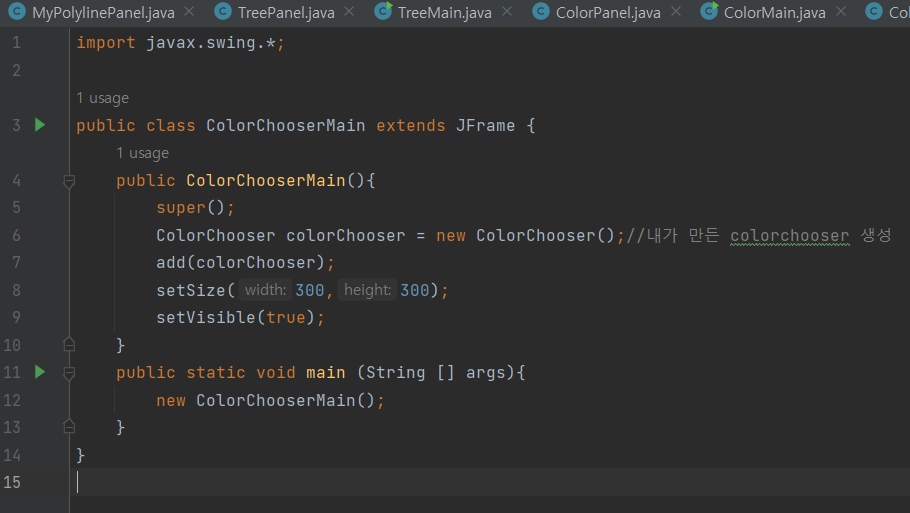 MyPolylinePanel.java TreePanel.java TreeMain.java ColorPanel.java ColorMain.java Co
1 import javax.swing.*;
2
1 usage
3 public class ColorChooserMain extends JFrame {
1 usage
4 public ColorChooserMain(){
5 super();
6 ColorChooser colorChooser = new ColorChooser();//내가 만든 colorchooser 생성
7 add(colorChooser);
8 setSize( width: 300, height: 300);
9 setVisible(true);
10 }
11 public static void main (String [] args){
12 new ColorChooserMain();
13 }
14 }
15